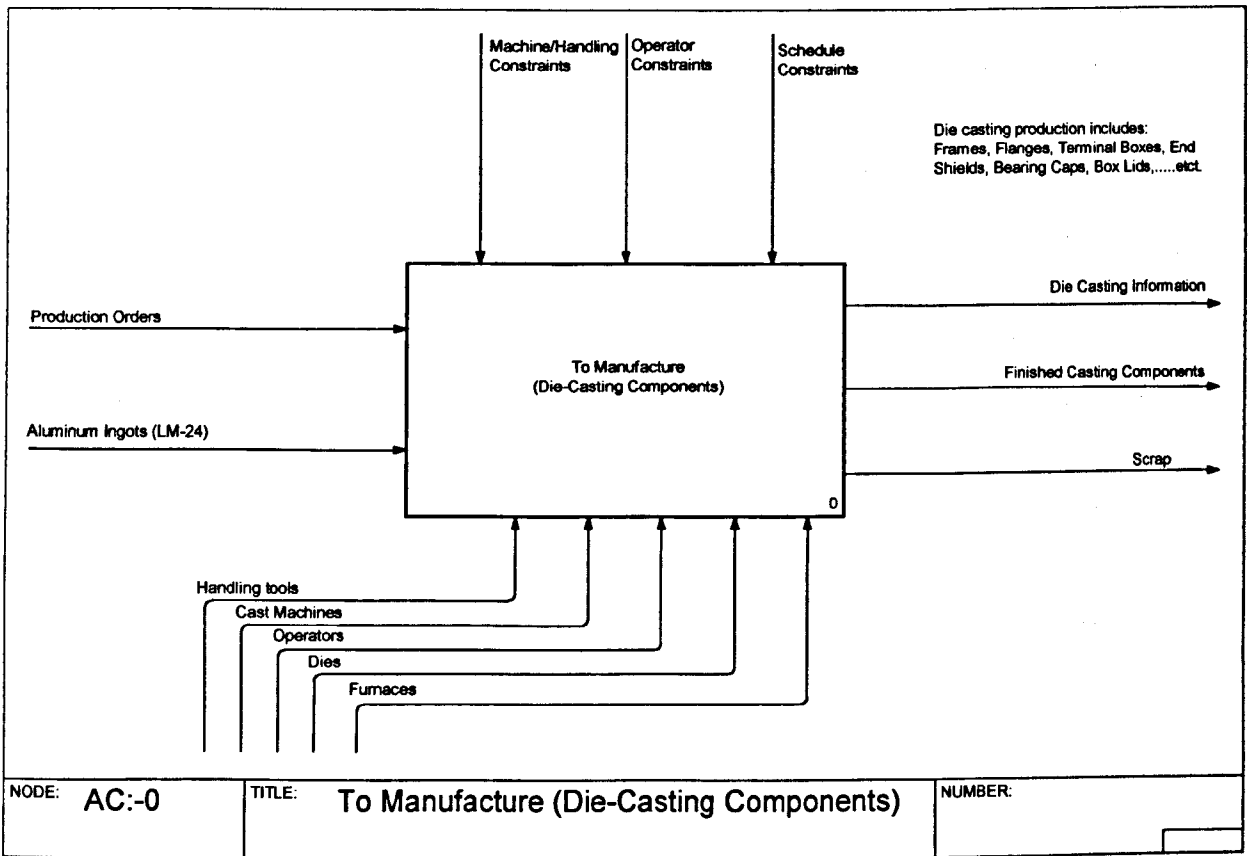 Machine/Handling
Constraints
Operator
Constraints
Schedule
Constraints
Die casting production includes:
Frames, Flanges, Terminal Boxes, End
Shields, Bearing Caps, Box Lids,.....etct.
Die Casting Information
Production Orders
To Manufacture
(Die-Casting Components)
Finished Casting Components
Aluminum Ingots (LM-24)
Scrap
0
Handling tools
Cast Machines
Operators
Dies
Furnaces
NODE: AC:-0
TITLE: To Manufacture (Die-Casting Components)
NUMBER: